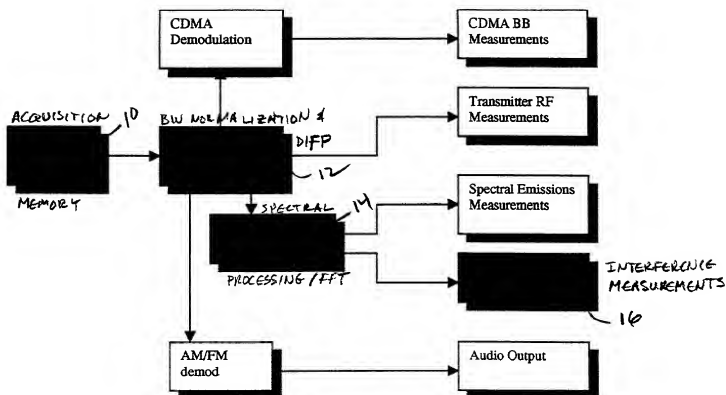 CDMA
Demodulation
CDMA BB
Measurements
ACQUISITION
10
BW NORMALIZATION &
DIFF
12
Transmitter RF
Measurements
MEMORY
SPECTRAL
14
Spectral Emissions
Measurements
PROCESSING / FFT
INTERFERENCE
MEASUREMENTS
16
AM/FM
demod
Audio Output